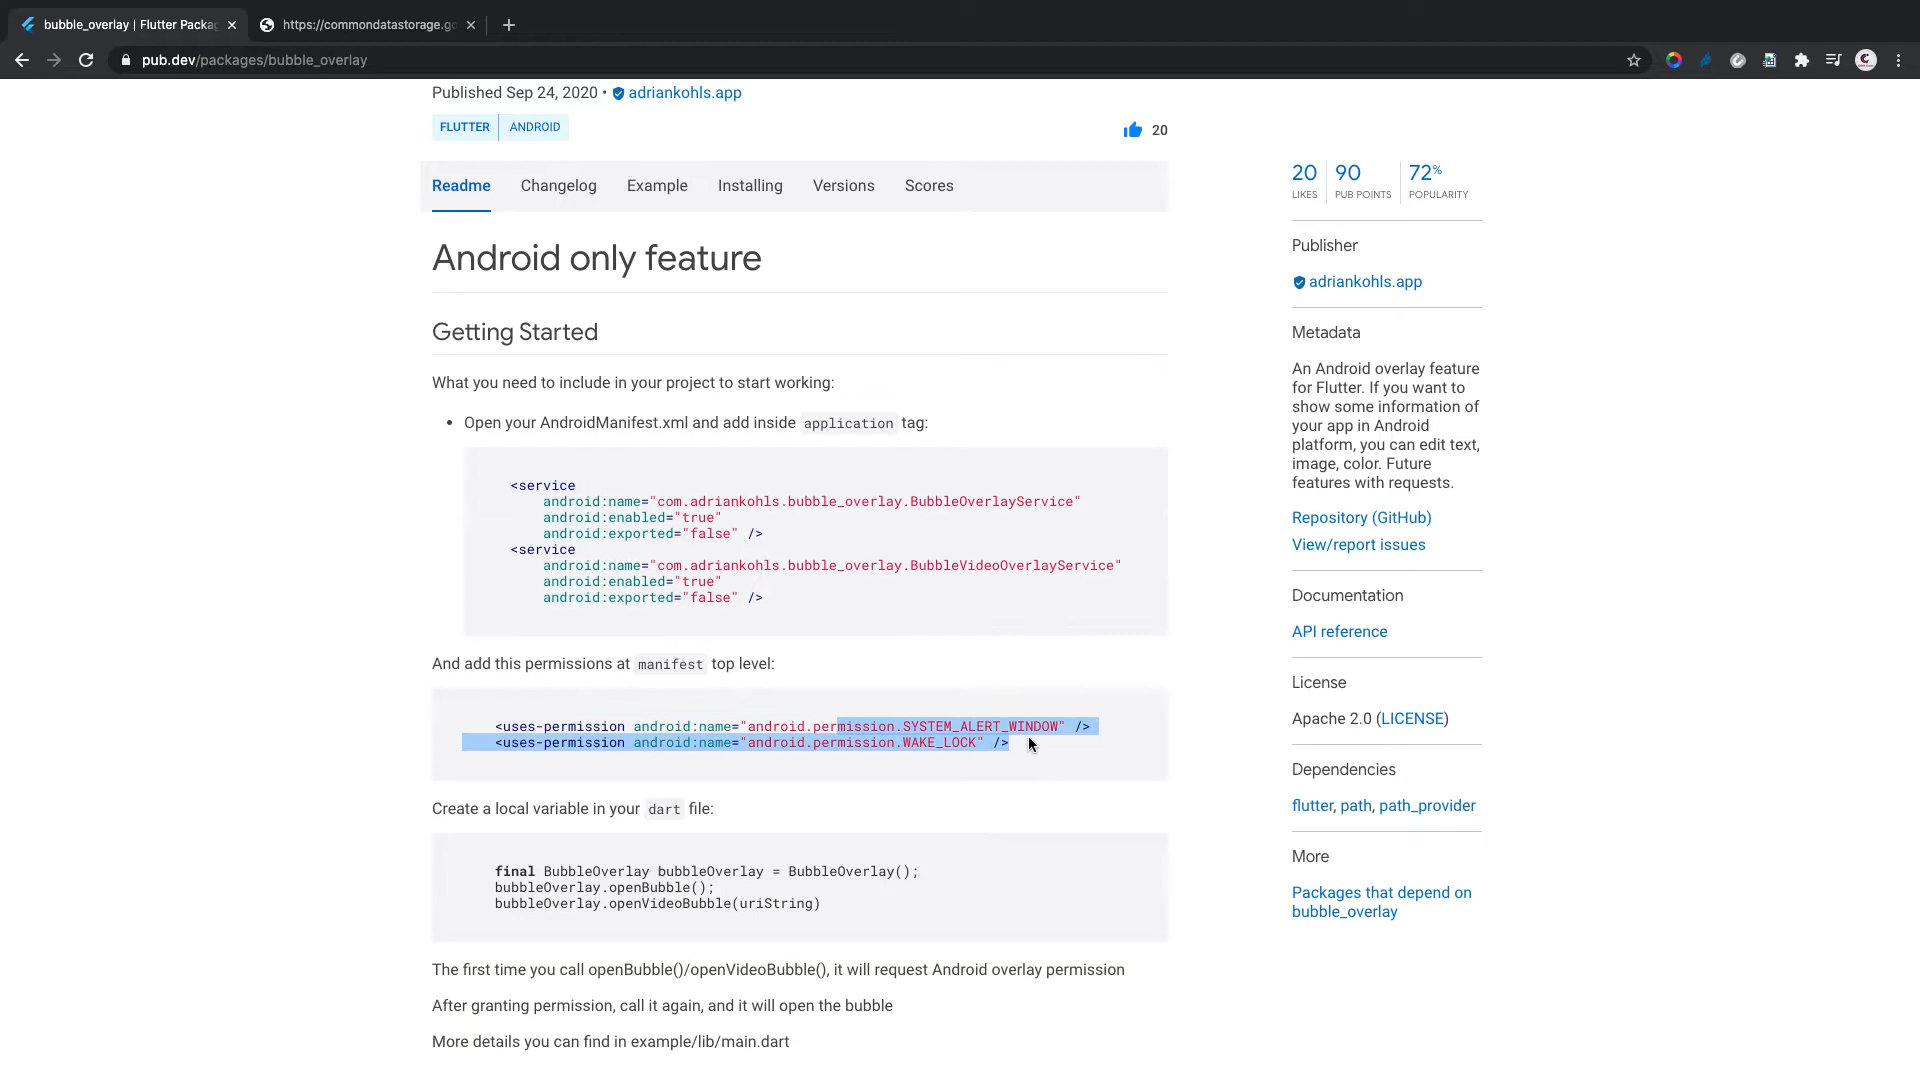 bubble_overlay | Flutter Packa
https://commondatastorage.go
pub.dev/packages/bubble_overlay
Published Sep 24, 2020 • adriankohls.app
FLUTTER ANDROID
20
Readme Changelog Example Installing Versions Scores
Android only feature
Getting Started
What you need to include in your project to start working:
• Open your AndroidManifest.xml and add inside application tag:
<service
android:name="com.adriankohls.bubble_overlay.BubbleOverlayService"
android:enabled="true"
android:exported="false" />
<service
android:name="com.adriankohls.bubble_overlay.BubbleVideoOverlayService"
android:enabled="true"
android:exported="false" />
And add this permissions at manifest top level:
<uses-permission android:name="android.permission.SYSTEM_ALERT_WINDOW" />
<uses-permission android:name="android.permission.WAKE_LOCK" />
Create a local variable in your dart file:
final BubbleOverlay bubbleOverlay = BubbleOverlay();
bubbleOverlay.openBubble();
bubbleOverlay.openVideoBubble(uriString)
The first time you call openBubble()/openVideoBubble(), it will request Android overlay permission
After granting permission, call it again, and it will open the bubble
More details you can find in example/lib/main.dart
20 90 72%
LIKES PUB POINTS POPULARITY
Publisher
adriankohls.app
Metadata
An Android overlay feature
for Flutter. If you want to
show some information of
your app in Android
platform, you can edit text,
image, color. Future
features with requests.
Repository (GitHub)
View/report issues
Documentation
API reference
License
Apache 2.0 (LICENSE)
Dependencies
flutter, path, path_provider
More
Packages that depend on
bubble_overlay